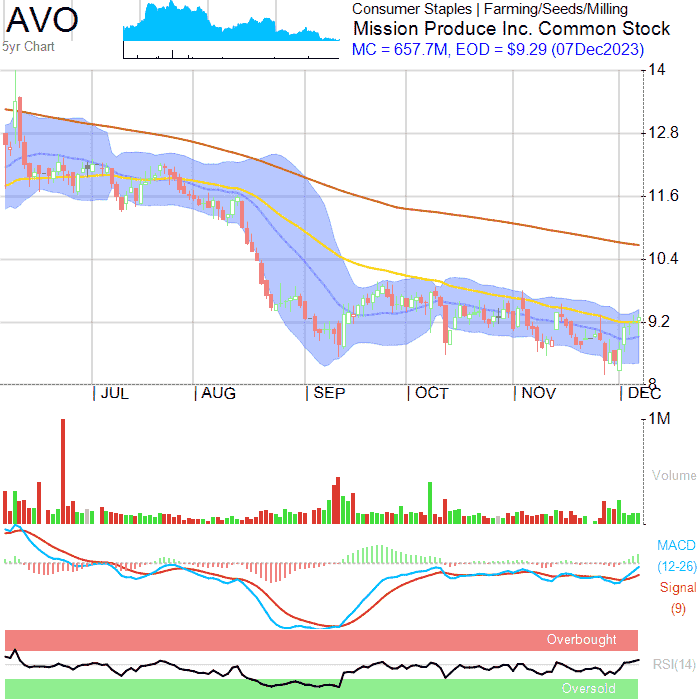 AVO
5yr Chart
Consumer Staples | Farming/Seeds/Milling
Mission Produce Inc. Common Stock
MC = 657.7M, EOD = $9.29 (07Dec2023)
14
12.8
11.6
10.4
9.2
8
JUL AUG SEP OCT NOV DEC
1M
Volume
MACD
(12-26)
Signal
(9)
Overbought
RSI(14)
Oversold